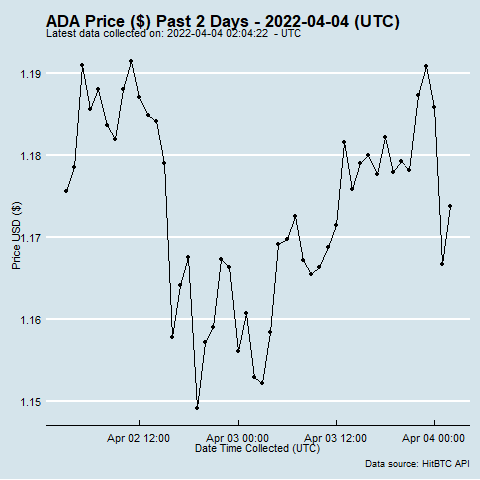 ADA Price ($) Past 2 Days - 2022-04-04 (UTC)
Latest data collected on: 2022-04-04 02:04:22  - UTC
1.19
1.18
1.17
1.16
1.15
Price USD ($)
Apr 02 12:00
Apr 03 00:00
Apr 03 12:00
Apr 04 00:00
Date Time Collected (UTC)
Data source: HitBTC API